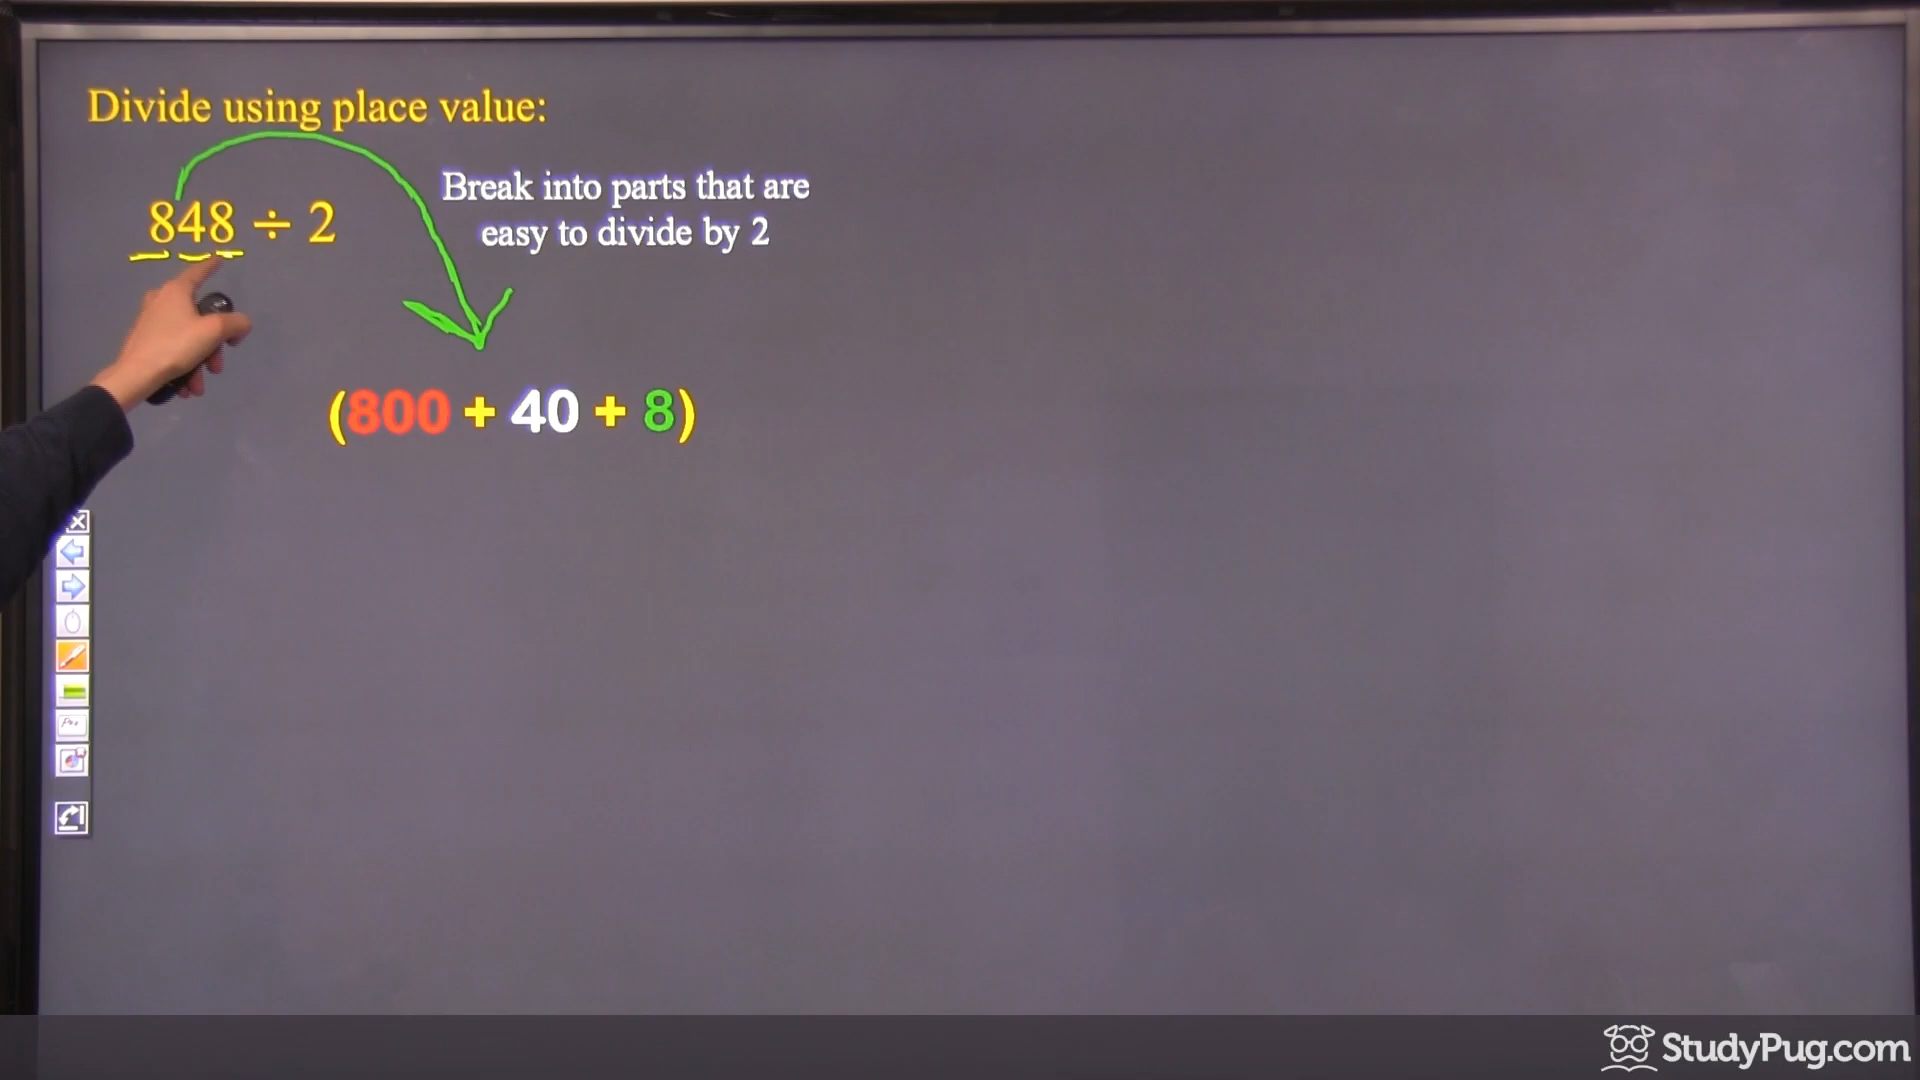 Divide using place value:
Break into parts that are
848 ÷ 2
easy to divide by 2
(800 + 40 + 8)
StudyPug.com